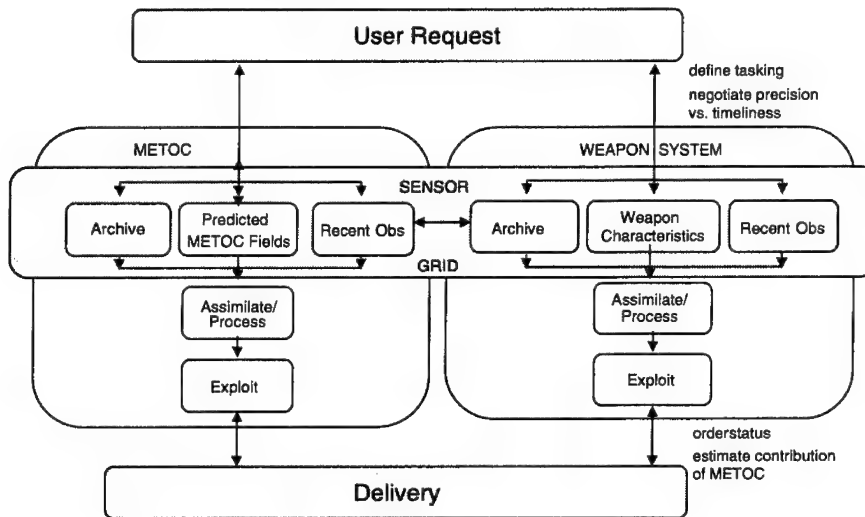 User Request
define tasking
negotiate precision
vs. timeliness
METOC
WEAPON SYSTEM
SENSOR
Archive
Predicted
METOC Fields
Recent Obs
Archive
Weapon
Characteristics
Recent Obs
GRID
Assimilate/
Process
Assimilate/
Process
Exploit
Exploit
orderstatus
estimate contribution
of METOC
Delivery